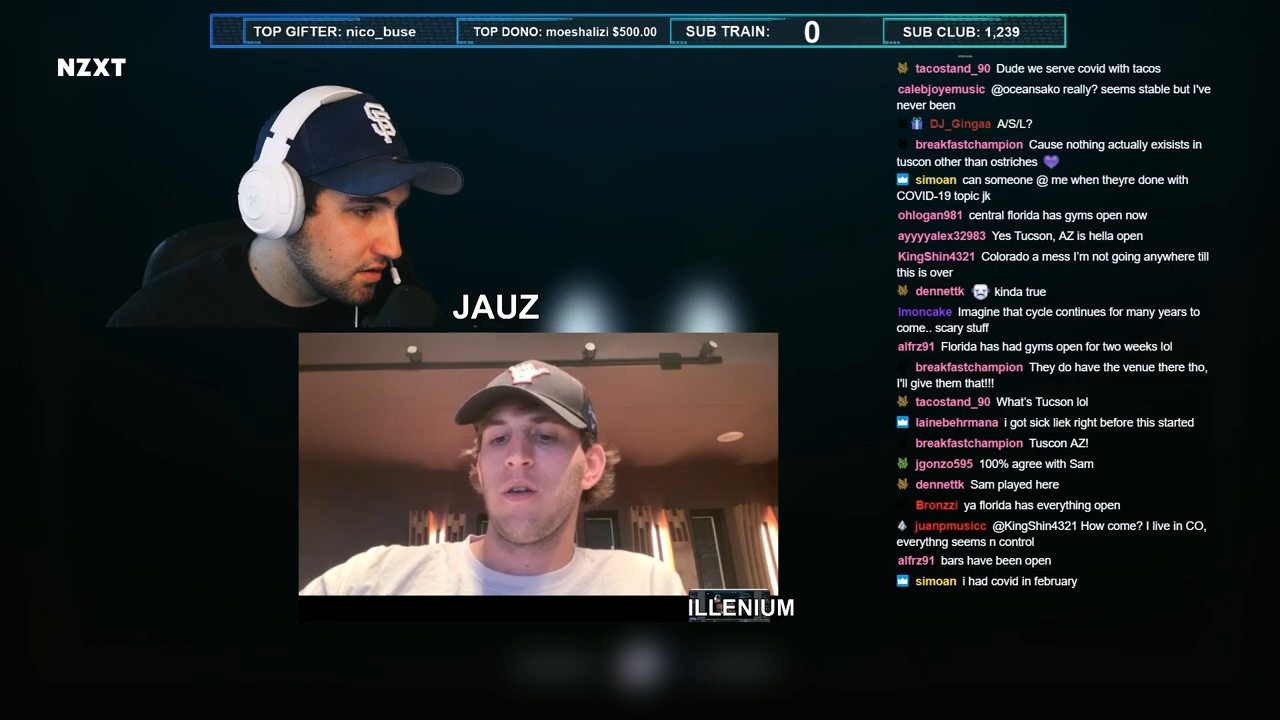 TOP GIFTER: nico_buse
TOP DONO: moeshalizi $500.00
SUB TRAIN: 0
SUB CLUB: 1,239
NZXT
SF
JAUZ
ILLENIUM
tacostand_90 Dude we serve covid with tacos
calebjoyemusic @oceansako really? seems stable but I've
never been
DJ_Gingaa A/S/L?
breakfastchampion Cause nothing actually exisists in
tuscon other than ostriches
simoan can someone @ me when theyre done with
COVID-19 topic jk
ohlogan981 central florida has gyms open now
ayyyyalex32983 Yes Tucson, AZ is hella open
KingShin4321 Colorado a mess I'm not going anywhere till
this is over
dennettk kinda true
lmoncake Imagine that cycle continues for many years to
come.. scary stuff
alfrz91 Florida has had gyms open for two weeks lol
breakfastchampion They do have the venue there tho,
I'll give them that!!!
tacostand_90 What's Tucson lol
lainebehrmana i got sick liek right before this started
breakfastchampion Tuscon AZ!
jgonzo595 100% agree with Sam
dennettk Sam played here
Bronzzi ya florida has everything open
juanpmusicc @KingShin4321 How come? I live in CO,
everythng seems n control
alfrz91 bars have been open
simoan i had covid in february